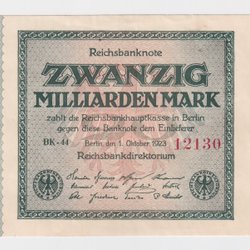 Reichsbanknote
ZWANZIG
MILLIARDEN MARK
zahlt die Reichsbankhauptkasse in Berlin
gegen diese Banknote dem Einlieferer
BK-44 Berlin, den 1. Oktober 1923 12130
Reichsbankdirektorium